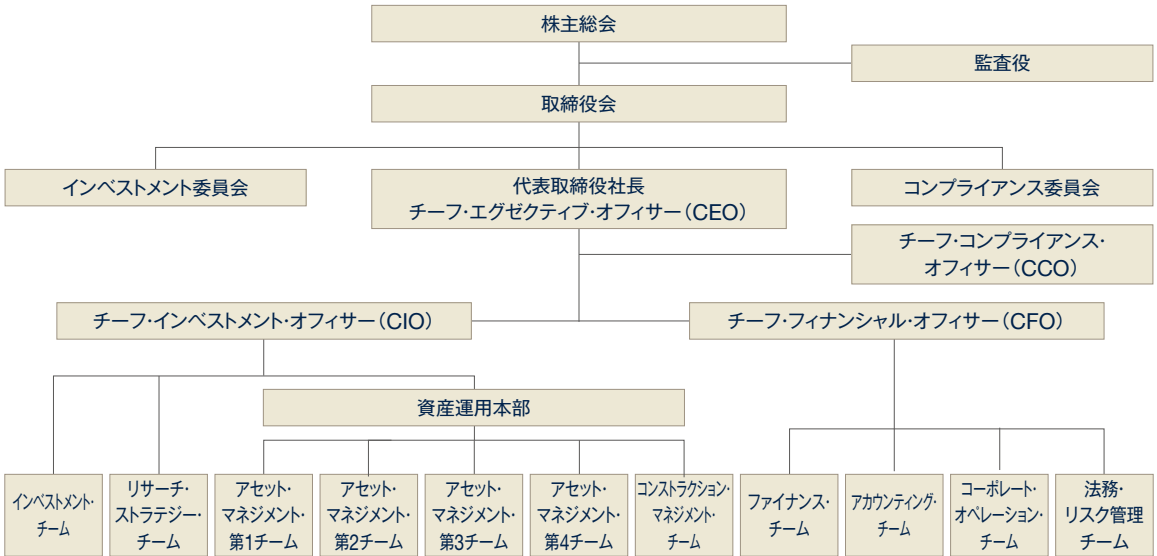 株主総会
監査役
取締役会
インベストメント委員会
代表取締役社長
チーフ・エグゼクティブ・オフィサー（CEO）
コンプライアンス委員会
チーフ・コンプライアンス・
オフィサー（CCO）
チーフ・インベストメント・オフィサー（CIO）
チーフ・フィナンシャル・オフィサー（CFO）
資産運用本部
インベストメント・
チーム
リサーチ・
ストラテジー・
チーム
アセット・
マネジメント・
第1チーム
アセット・
マネジメント・
第2チーム
アセット・
マネジメント・
第3チーム
アセット・
マネジメント・
第4チーム
コンストラクション・
マネジメント・
チーム
ファイナンス・
チーム
アカウンティング・
チーム
コーポレート・
オペレーション・
チーム
法務・
リスク管理
チーム